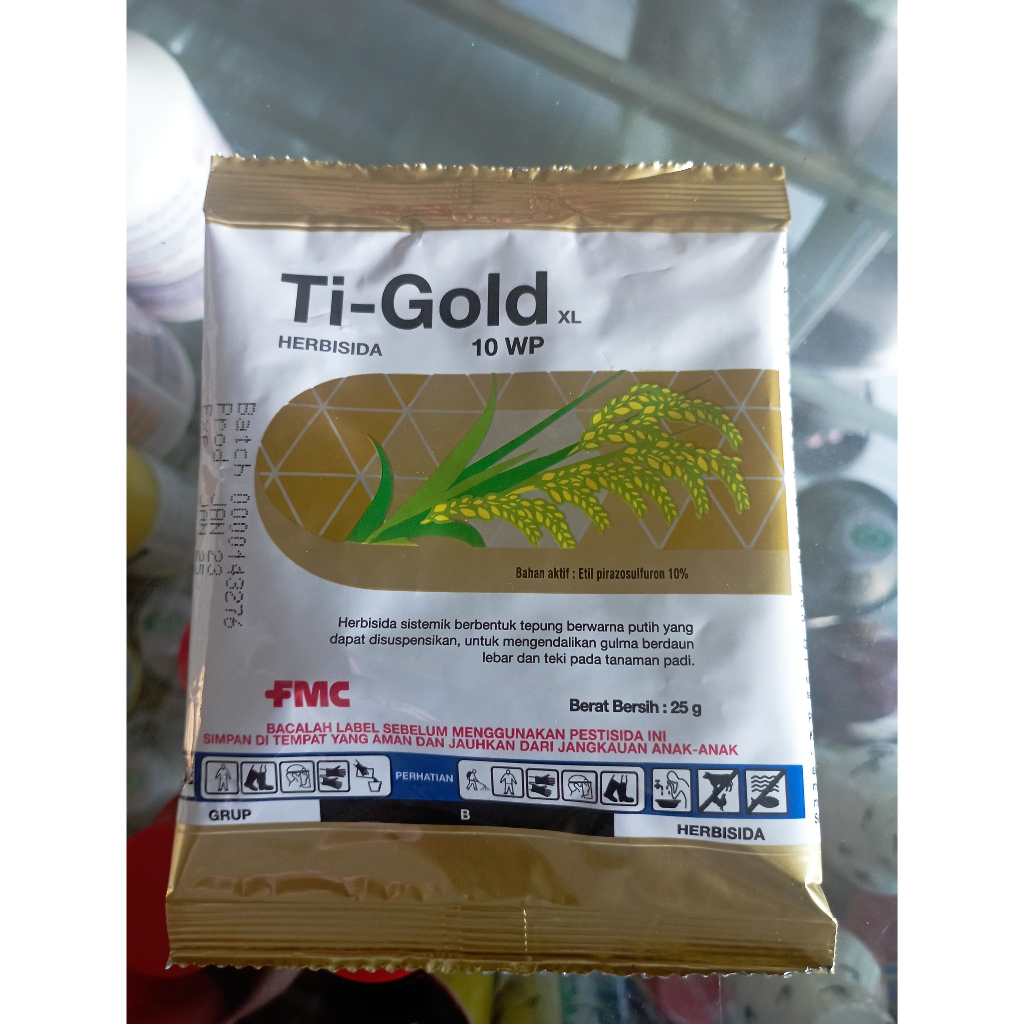 Ti-Gold XL
HERBISIDA 10 WP
Batch 0000143276
Prod JAN 23
Exp JAN 25
Bahan aktif : Etil pirazosulfuron 10%
Herbisida sistemik berbentuk tepung berwarna putih yang
dapat disuspensikan, untuk mengendalikan gulma berdaun
lebar dan teki pada tanaman padi.
FMC
Berat Bersih : 25 g
BACALAH LABEL SEBELUM MENGGUNAKAN PESTISIDA INI
SIMPAN DI TEMPAT YANG AMAN DAN JAUHKAN DARI JANGKAUAN ANAK-ANAK
PERHATIAN
GRUP B HERBISIDA